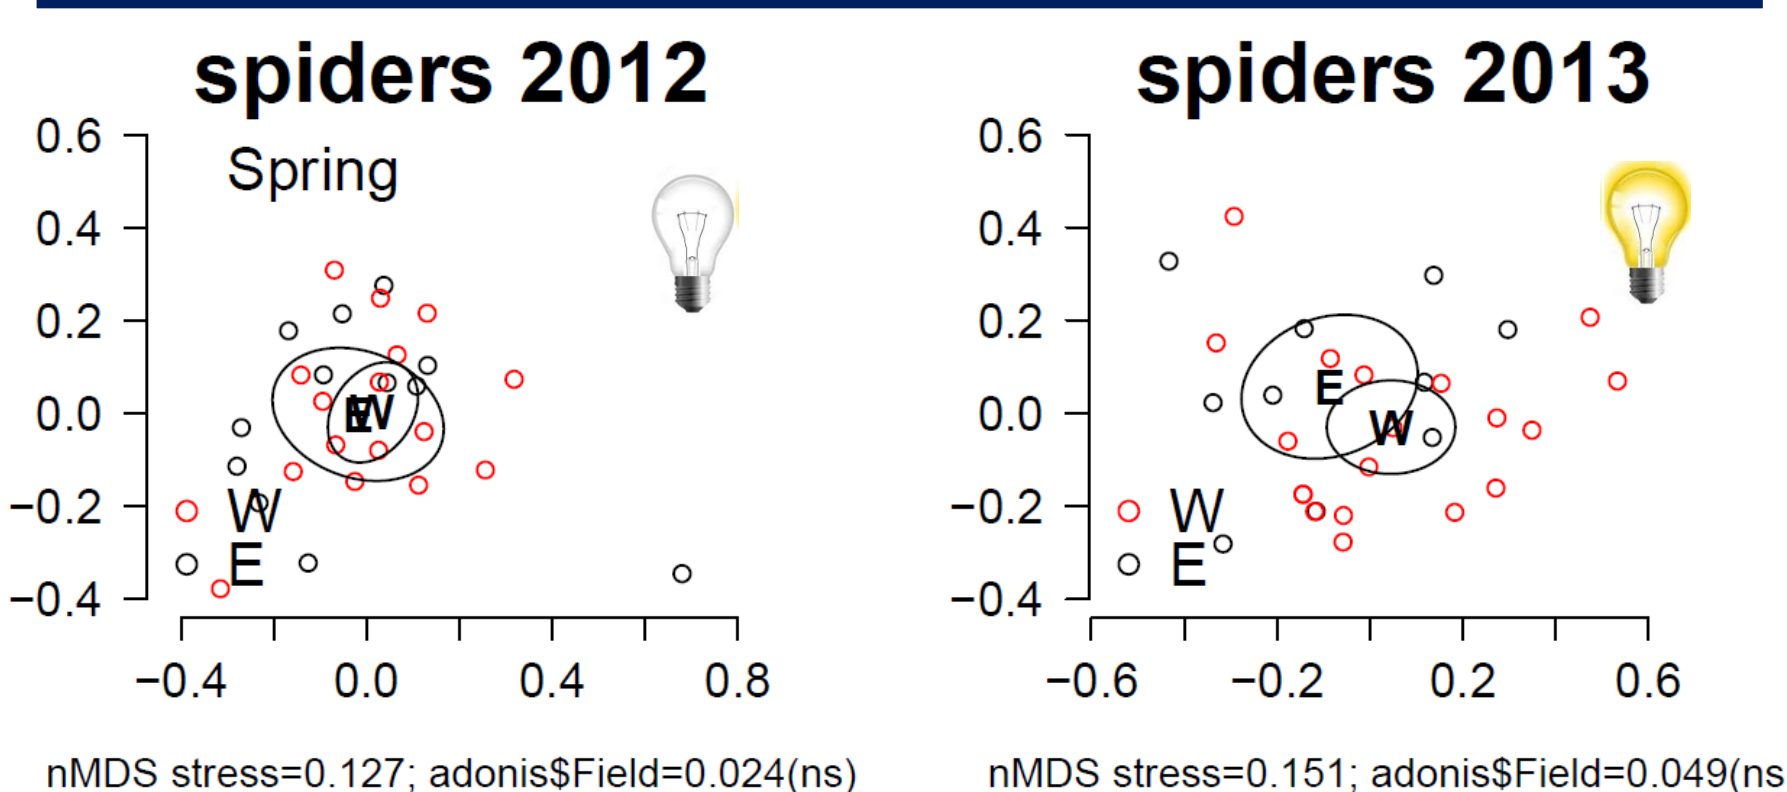 spiders 2012
spiders 2013
0.6
0.4
0.2
0.0
−0.2
−0.4
Spring
E
W
W
E
−0.4
0.0
0.4
0.8
nMDS stress=0.127; adonis$Field=0.024(ns)
0.6
0.4
0.2
0.0
−0.2
−0.4
E
W
W
E
−0.6
−0.2
0.2
0.6
nMDS stress=0.151; adonis$Field=0.049(ns